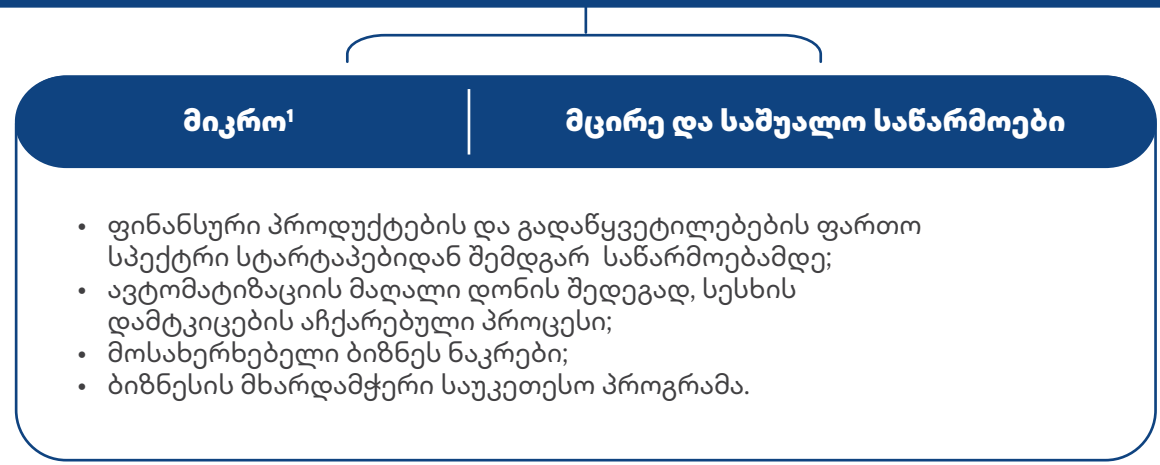 მიკრო¹
მცირე და საშუალო საწარმოები
• ფინანსური პროდუქტების და გადაწყვეტილებების ფართო
სპექტრი სტარტაპებიდან შემდგარ საწარმოებამდე;
• ავტომატიზაციის მაღალი დონის შედეგად, სესხის
დამტკიცების აჩქარებული პროცესი;
• მოსახერხებელი ბიზნეს ნაკრები;
• ბიზნესის მხარდამჭერი საუკეთესო პროგრამა.